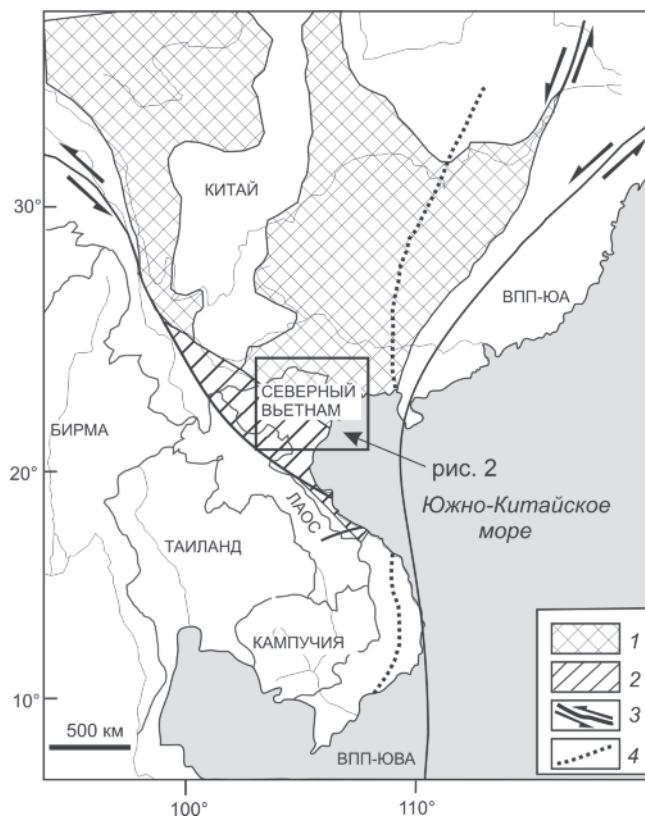 КИТАЙ
30°
ВПП-ЮА
СЕВЕРНЫЙ
ВЬЕТНАМ
БИРМА
20°
рис. 2
ЛАОС
Южно-Китайское
море
ТАИЛАНД
КАМПУЧИЯ
1
2
10°
3
500 км
ВПП-ЮВА
4
100°
110°